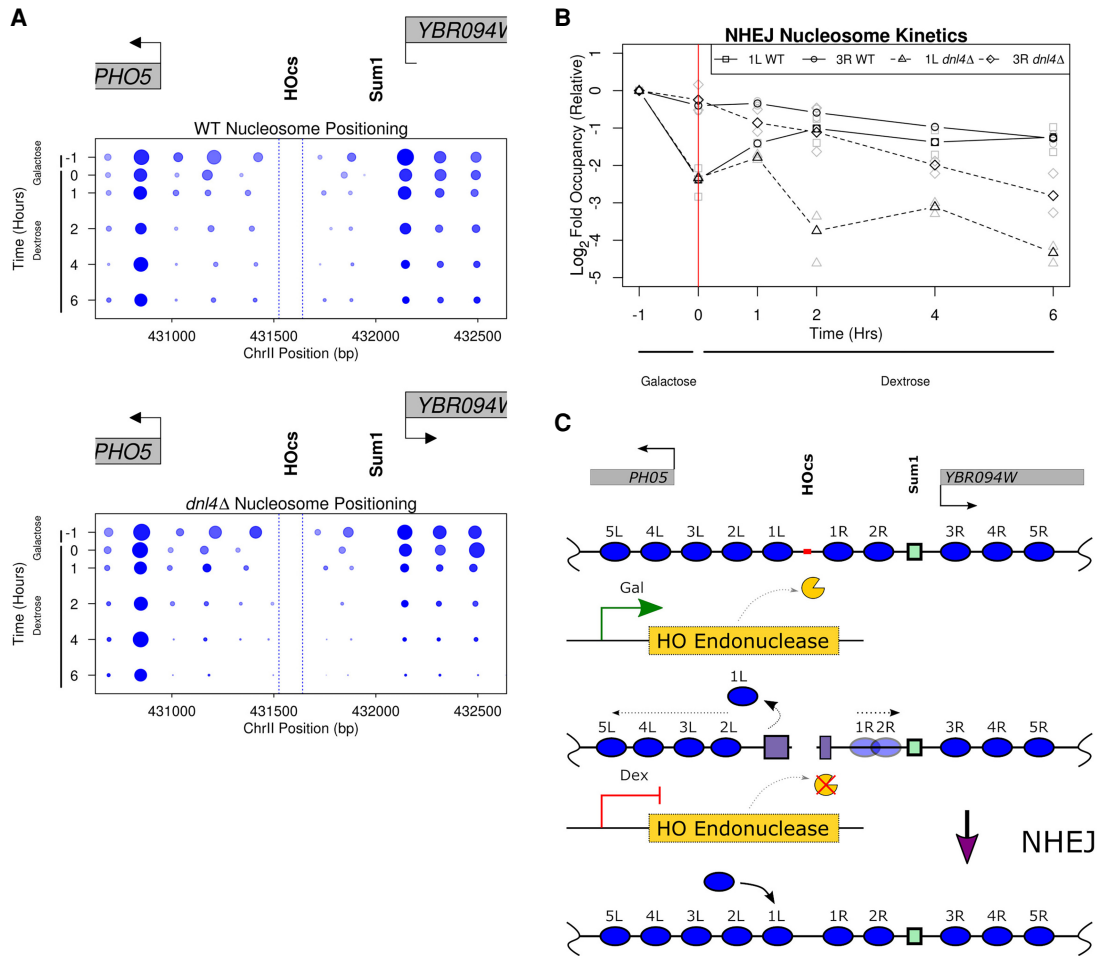 A
PHO5
HOcs
Sum1
YBR094W
WT Nucleosome Positioning
Time (Hours)
Galactose
Dextrose
-1
0
1
2
4
6
431000 431500 432000 432500
ChrII Position (bp)
PHO5
HOcs
Sum1
YBR094W
dnl4Δ Nucleosome Positioning
Time (Hours)
Galactose
Dextrose
-1
0
1
2
4
6
431000 431500 432000 432500
ChrII Position (bp)
B
NHEJ Nucleosome Kinetics
1L WT 3R WT 1L dnl4Δ 3R dnl4Δ
Log2 Fold Occupancy (Relative)
1
0
-1
-2
-3
-4
-5
-1 0 1 2 4 6
Time (Hrs)
Galactose Dextrose
C
PH05
HOcs
Sum1
YBR094W
5L 4L 3L 2L 1L 1R 2R 3R 4R 5R
Gal
HO Endonuclease
1L
5L 4L 3L 2L 1R 2R 3R 4R 5R
Dex
HO Endonuclease
NHEJ
5L 4L 3L 2L 1L 1R 2R 3R 4R 5R